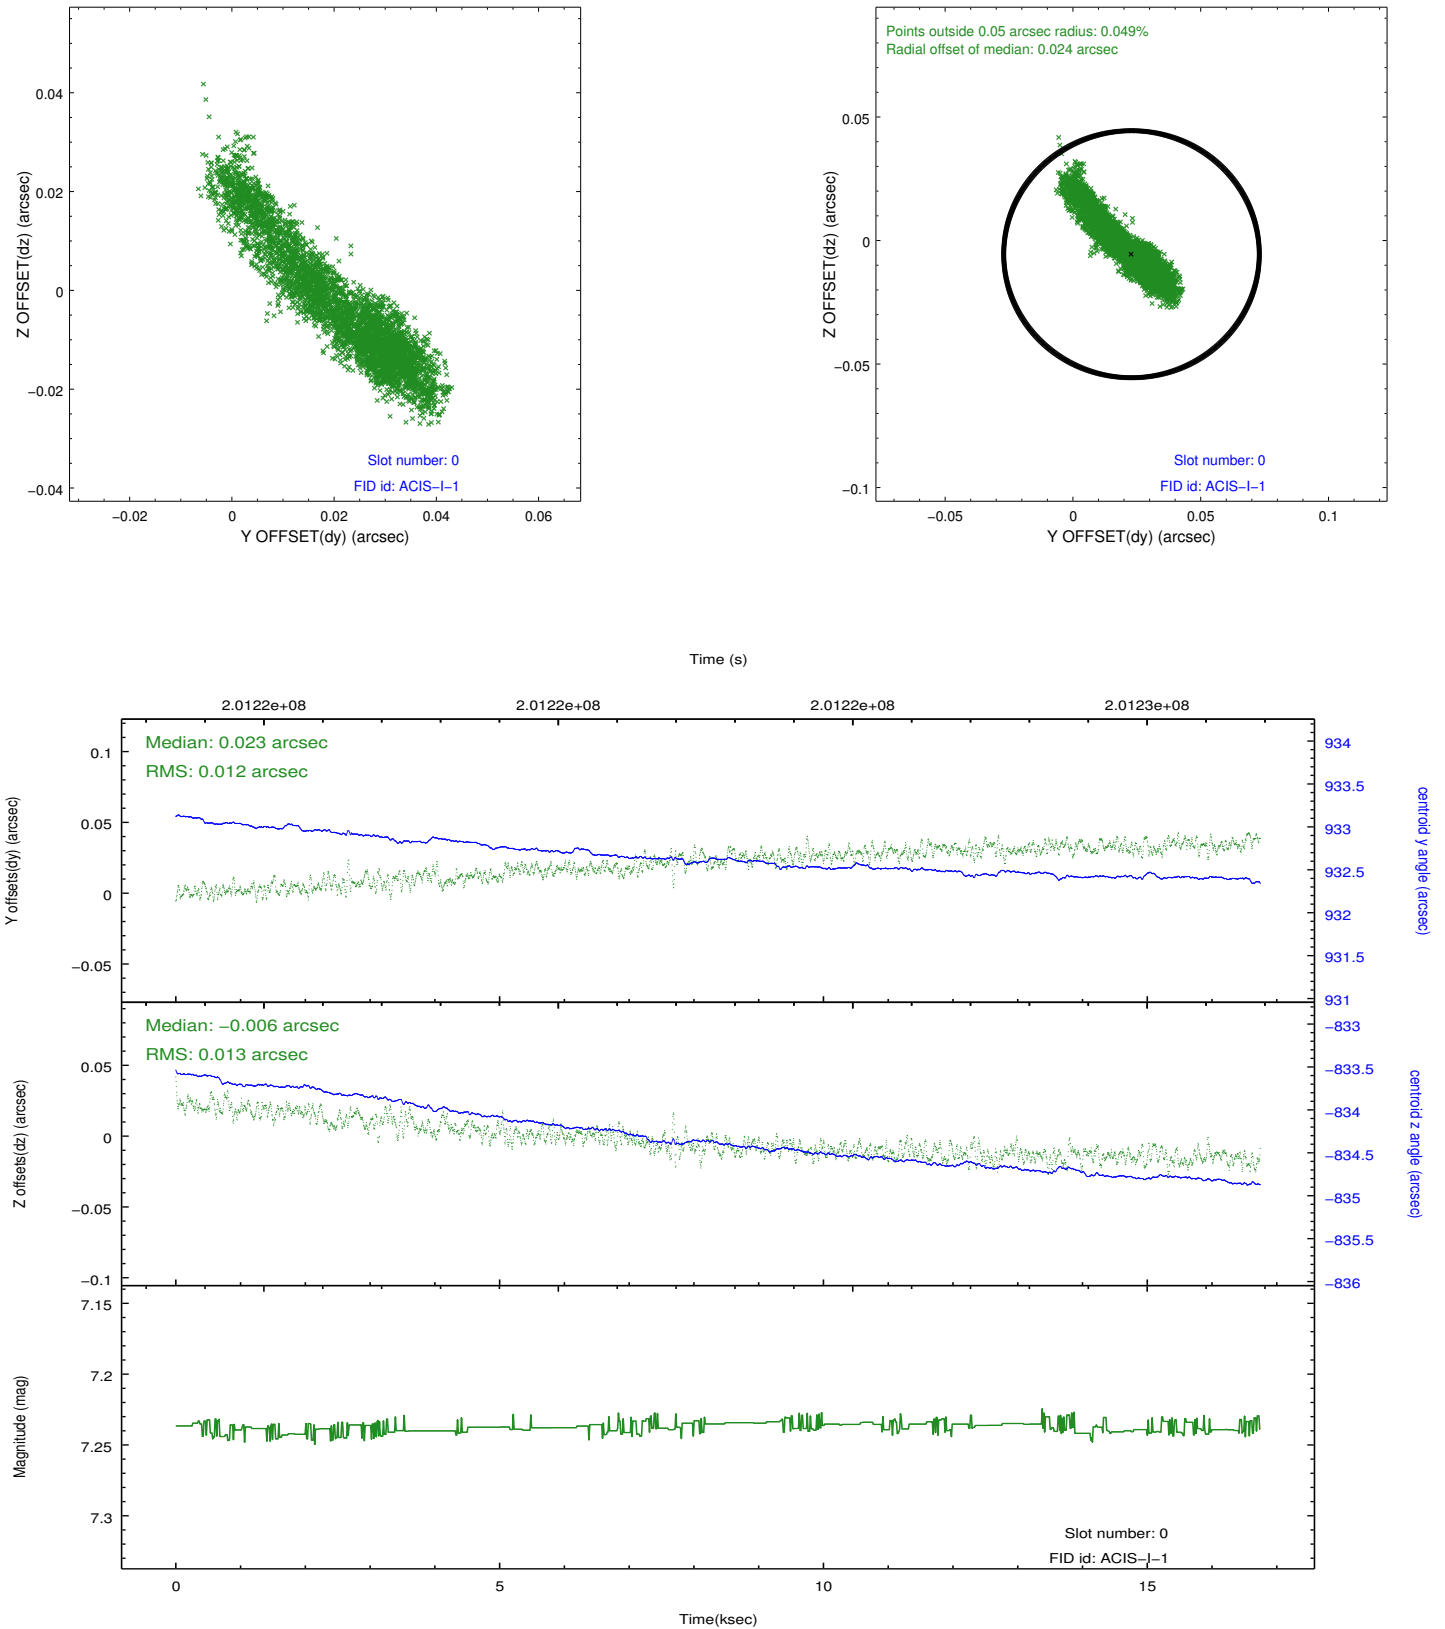 0.04
0.02
0
−0.02
−0.04
−0.02
0
0.02
0.04
0.06
Z OFFSET(dz) (arcsec)
Y OFFSET(dy) (arcsec)
Slot number: 0
FID id: ACIS−I−1
Points outside 0.05 arcsec radius: 0.049%
Radial offset of median: 0.024 arcsec
0.05
0
−0.05
−0.1
−0.05
0
0.05
0.1
Z OFFSET(dz) (arcsec)
Y OFFSET(dy) (arcsec)
Slot number: 0
FID id: ACIS−I−1
Time (s)
2.0122e+08
2.0122e+08
2.0122e+08
2.0123e+08
Median: 0.023 arcsec
RMS: 0.012 arcsec
0.1
0.05
0
−0.05
Y offsets(dy) (arcsec)
934
933.5
933
932.5
932
931.5
931
centroid y angle (arcsec)
Median: −0.006 arcsec
RMS: 0.013 arcsec
0.05
0
−0.05
−0.1
Z offsets(dz) (arcsec)
−833
−833.5
−834
−834.5
−835
−835.5
−836
centroid z angle (arcsec)
7.15
7.2
7.25
7.3
Magnitude (mag)
Slot number: 0
FID id: ACIS−I−1
0
5
10
15
Time(ksec)